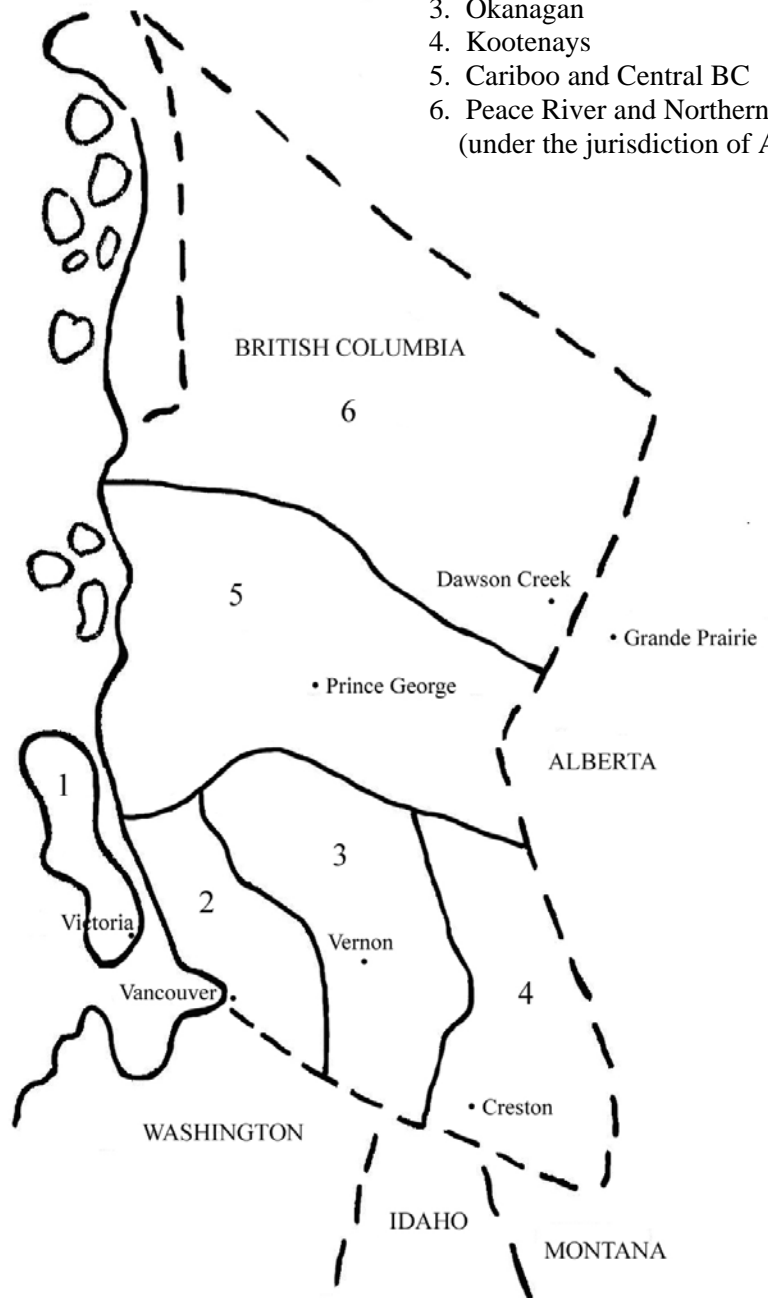 3. Okanagan
4. Kootenays
5. Cariboo and Central BC
6. Peace River and Northern
(under the jurisdiction of A
BRITISH COLUMBIA
6
Dawson Creek
5
Grande Prairie
Prince George
ALBERTA
1
3
2
Victoria
Vernon
4
Vancouver
Creston
WASHINGTON
IDAHO
MONTANA